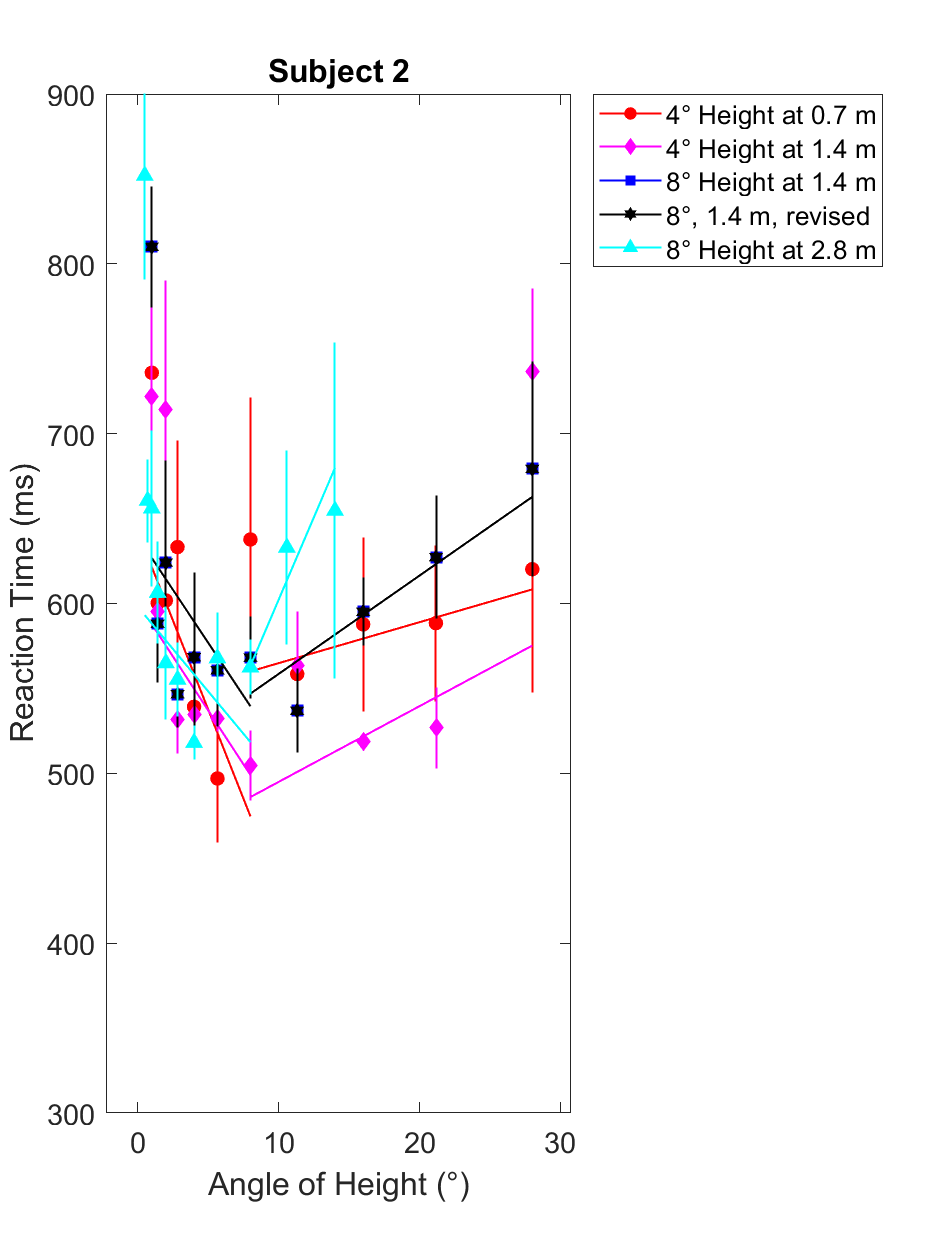 Subject 2
900
800
700
600
500
400
300
0 10 20 30
Reaction Time (ms)
Angle of Height (°)
4° Height at 0.7 m
4° Height at 1.4 m
8° Height at 1.4 m
8°, 1.4 m, revised
8° Height at 2.8 m